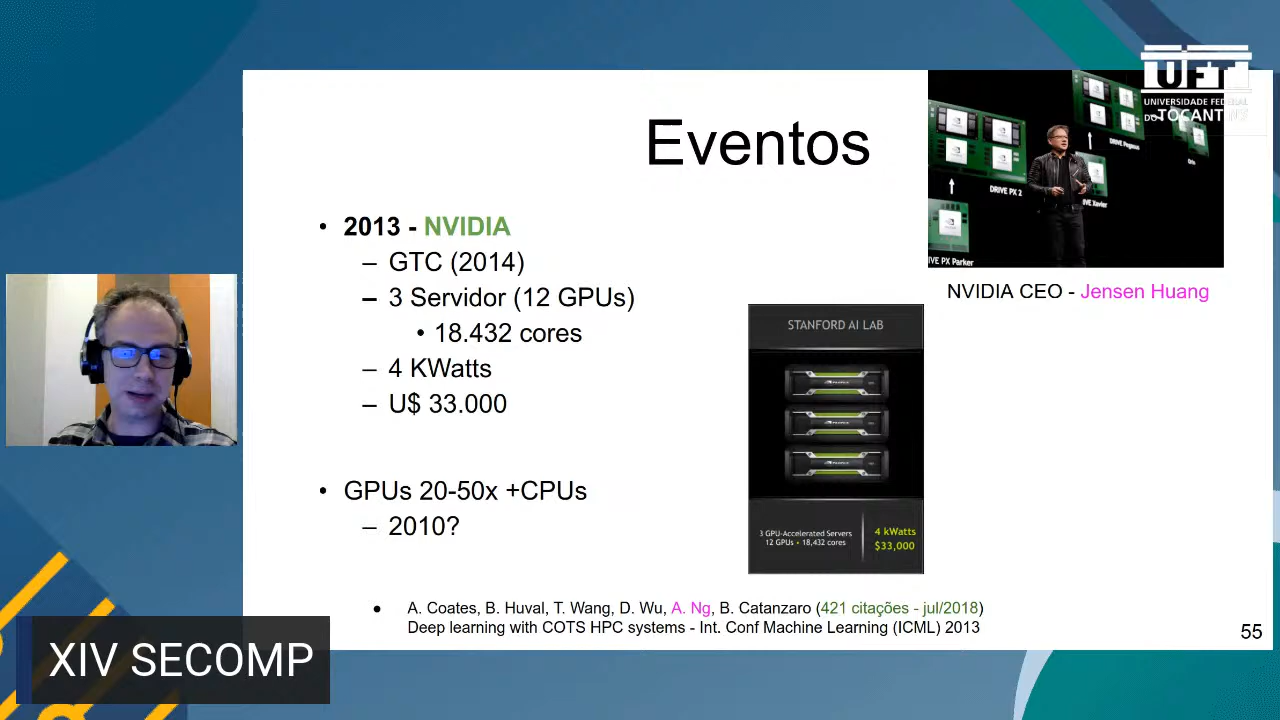 UFT
UNIVERSIDADE FEDERAL
DO TOCANTINS
Eventos
DRIVE PX 2
DRIVE Pegasus
Orin
Xavier
PX Parker
NVIDIA CEO - Jensen Huang
• 2013 - NVIDIA
– GTC (2014)
– 3 Servidor (12 GPUs)
• 18.432 cores
– 4 KWatts
– U$ 33.000
STANFORD AI LAB
3 GPU-Accelerated Servers
12 GPUs • 18,432 cores
4 kWatts
$33,000
• GPUs 20-50x +CPUs
– 2010?
• A. Coates, B. Huval, T. Wang, D. Wu, A. Ng, B. Catanzaro (421 citações - jul/2018)
Deep learning with COTS HPC systems - Int. Conf Machine Learning (ICML) 2013
55
XIV SECOMP